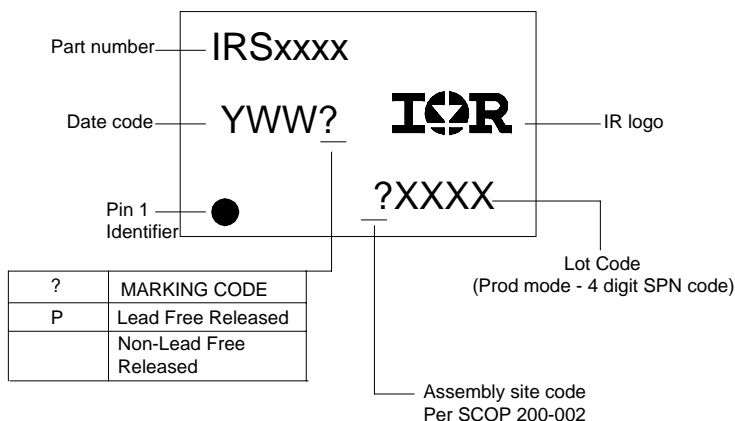 Part number
IRSxxxx
Date code
YWW?
IOR
IR logo
?XXXX
Pin 1
Identifier
Lot Code
(Prod mode - 4 digit SPN code)
? MARKING CODE
P Lead Free Released
Non-Lead Free
Released
Assembly site code
Per SCOP 200-002